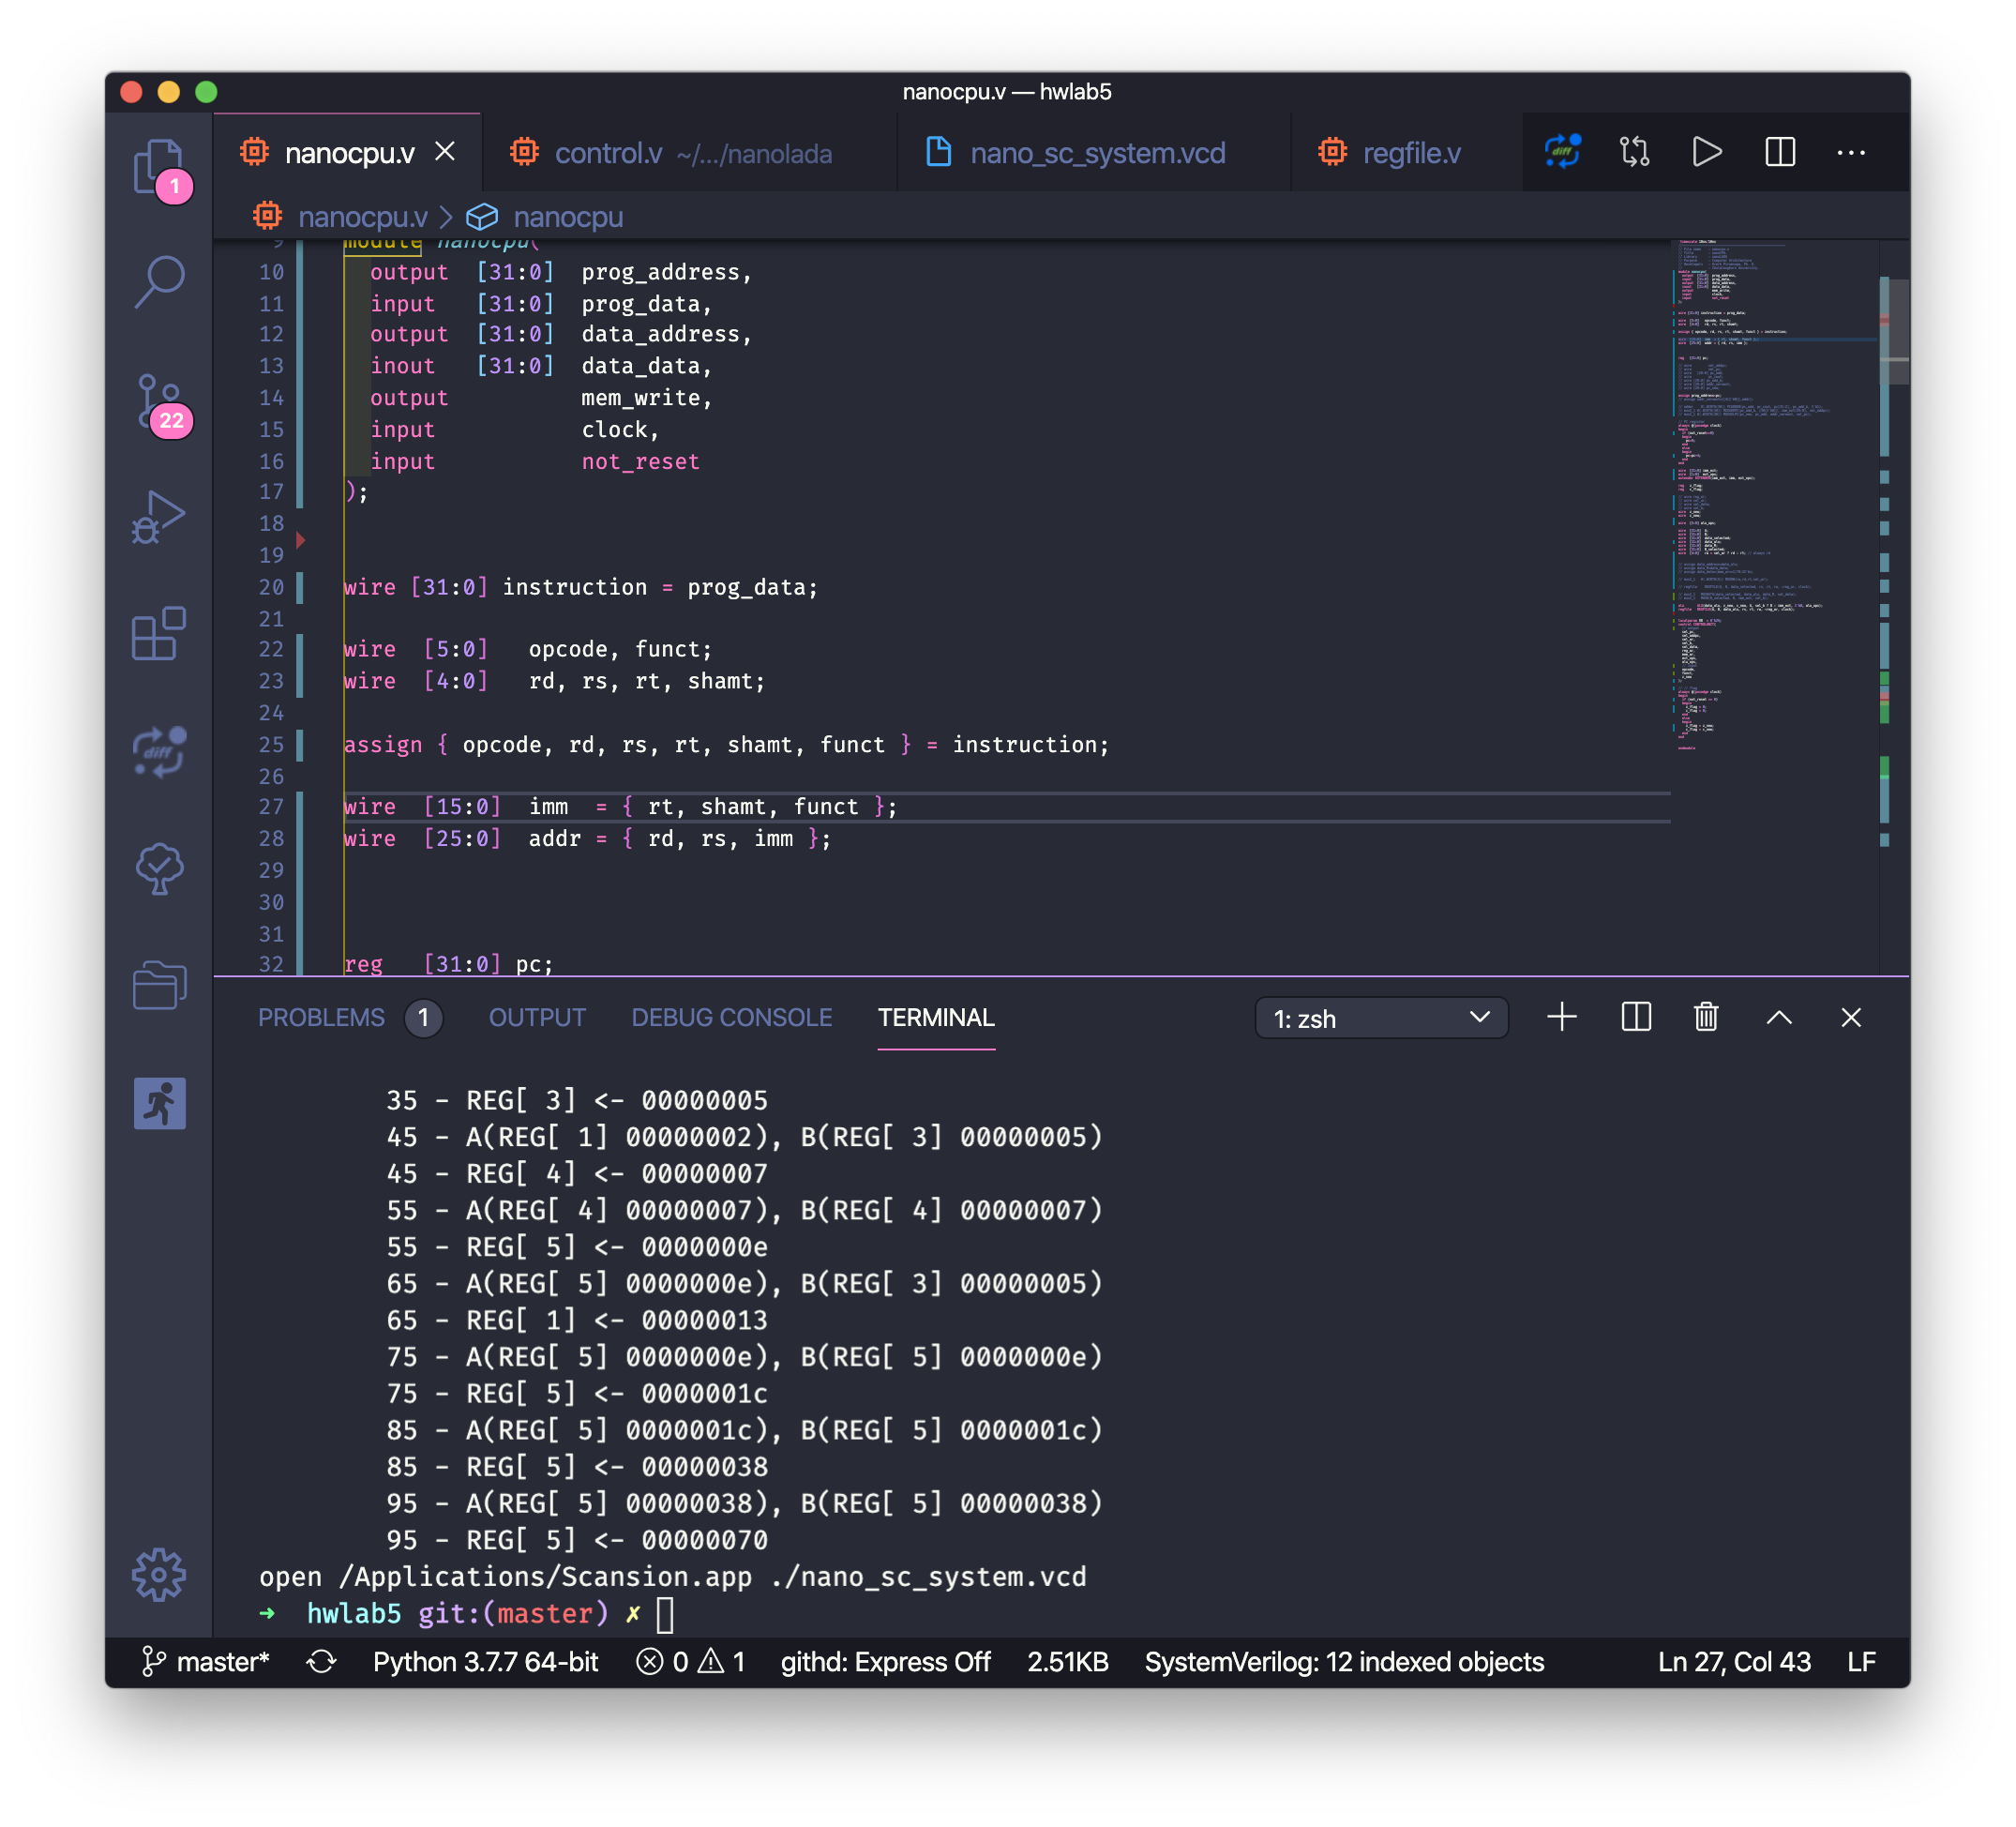 nanocpu.v — hwlab5
nanocpu.v control.v ~/.../nanolada nano_sc_system.vcd regfile.v
nanocpu.v > nanocpu
1
22
diff
diff
9 module nanocpu(
10 output [31:0] prog_address,
11 input [31:0] prog_data,
12 output [31:0] data_address,
13 inout [31:0] data_data,
14 output mem_write,
15 input clock,
16 input not_reset
17 );
18
19
20 wire [31:0] instruction = prog_data;
21
22 wire [5:0] opcode, funct;
23 wire [4:0] rd, rs, rt, shamt;
24
25 assign { opcode, rd, rs, rt, shamt, funct } = instruction;
26
27 wire [15:0] imm = { rt, shamt, funct };
28 wire [25:0] addr = { rd, rs, imm };
29
30
31
32 reg [31:0] pc;
PROBLEMS 1 OUTPUT DEBUG CONSOLE TERMINAL 1: zsh
35 - REG[ 3] <- 00000005
45 - A(REG[ 1] 00000002), B(REG[ 3] 00000005)
45 - REG[ 4] <- 00000007
55 - A(REG[ 4] 00000007), B(REG[ 4] 00000007)
55 - REG[ 5] <- 0000000e
65 - A(REG[ 5] 0000000e), B(REG[ 3] 00000005)
65 - REG[ 1] <- 00000013
75 - A(REG[ 5] 0000000e), B(REG[ 5] 0000000e)
75 - REG[ 5] <- 0000001c
85 - A(REG[ 5] 0000001c), B(REG[ 5] 0000001c)
85 - REG[ 5] <- 00000038
95 - A(REG[ 5] 00000038), B(REG[ 5] 00000038)
95 - REG[ 5] <- 00000070
open /Applications/Scansion.app ./nano_sc_system.vcd
➜ hwlab5 git:(master) ✗
master* Python 3.7.7 64-bit 0 1 githd: Express Off 2.51KB SystemVerilog: 12 indexed objects Ln 27, Col 43 LF